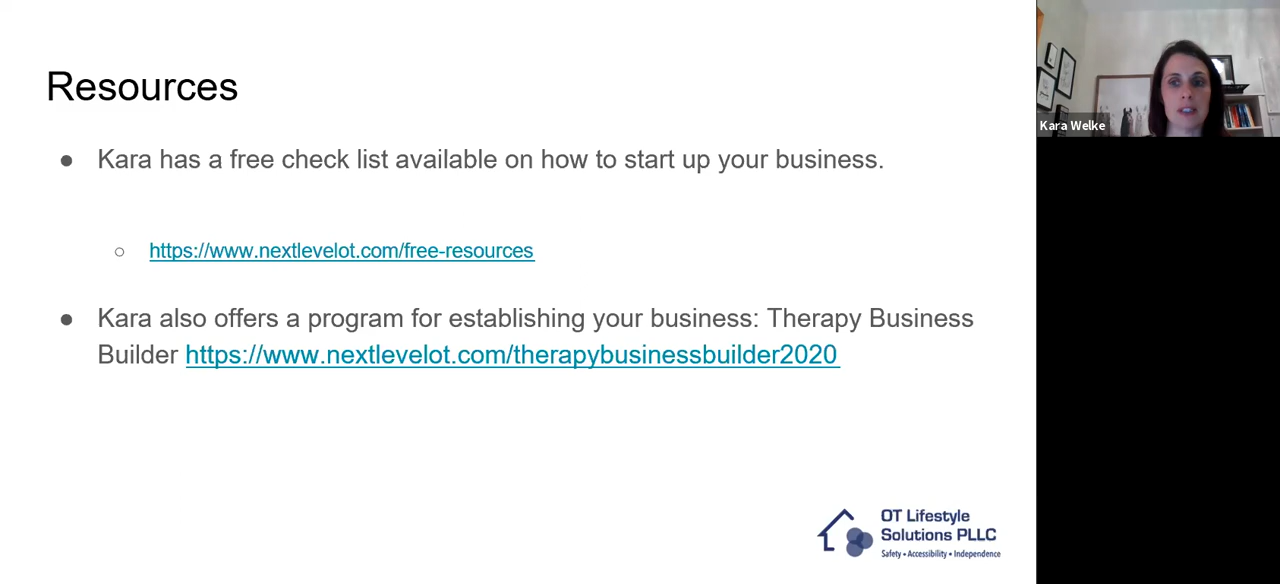 Resources
● Kara has a free check list available on how to start up your business.
○ https://www.nextlevelot.com/free-resources
● Kara also offers a program for establishing your business: Therapy Business
Builder https://www.nextlevelot.com/therapybusinessbuilder2020
OT Lifestyle
Solutions PLLC
Safety • Accessibility • Independence
Kara Welke